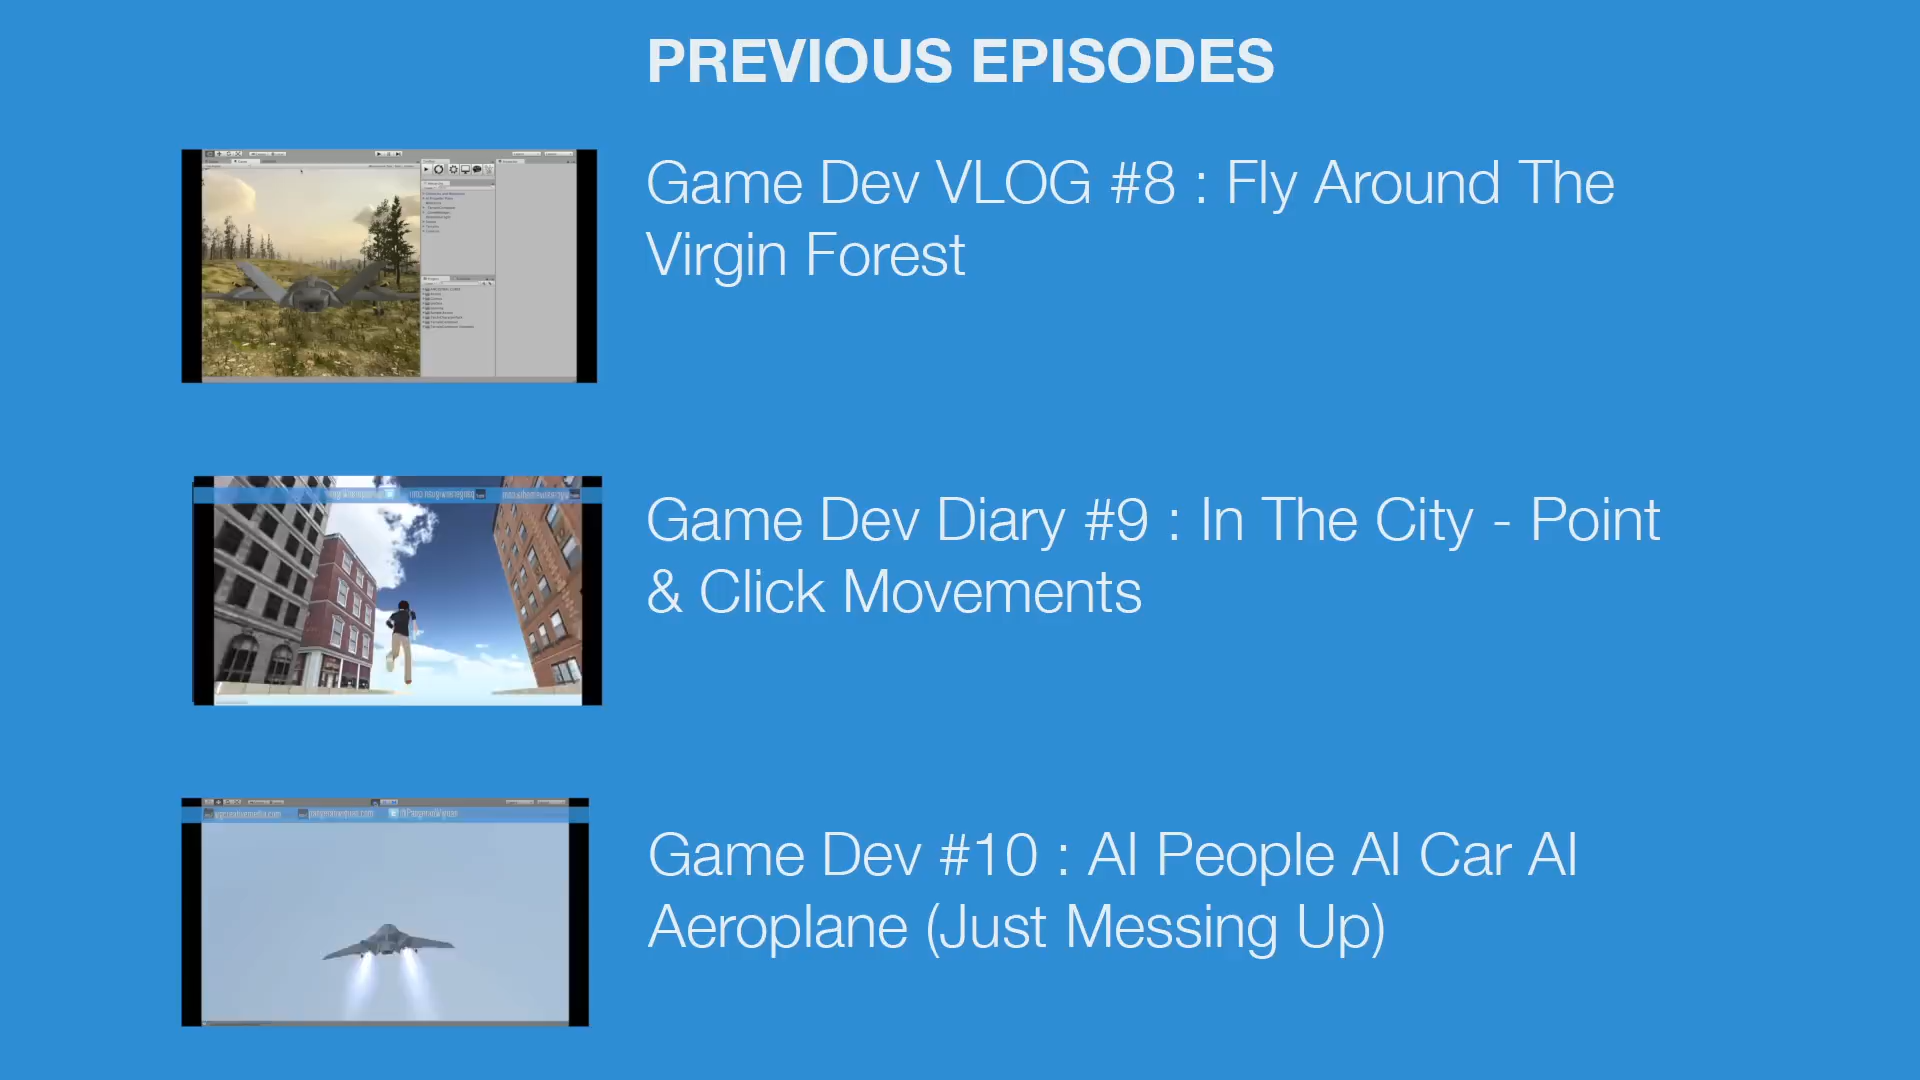 PREVIOUS EPISODES
Game Dev VLOG #8 : Fly Around The
Virgin Forest
Game Dev Diary #9 : In The City - Point
& Click Movements
Game Dev #10 : AI People AI Car AI
Aeroplane (Just Messing Up)